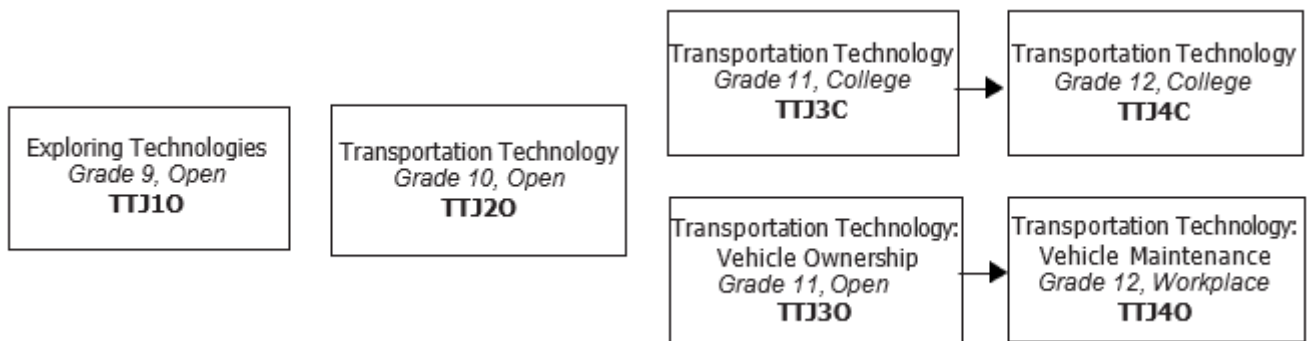 Exploring Technologies
Grade 9, Open
TTJ1O
Transportation Technology
Grade 10, Open
TTJ2O
Transportation Technology
Grade 11, College
TTJ3C
Transportation Technology
Grade 12, College
TTJ4C
Transportation Technology:
Vehicle Ownership
Grade 11, Open
TTJ3O
Transportation Technology:
Vehicle Maintenance
Grade 12, Workplace
TTJ4O